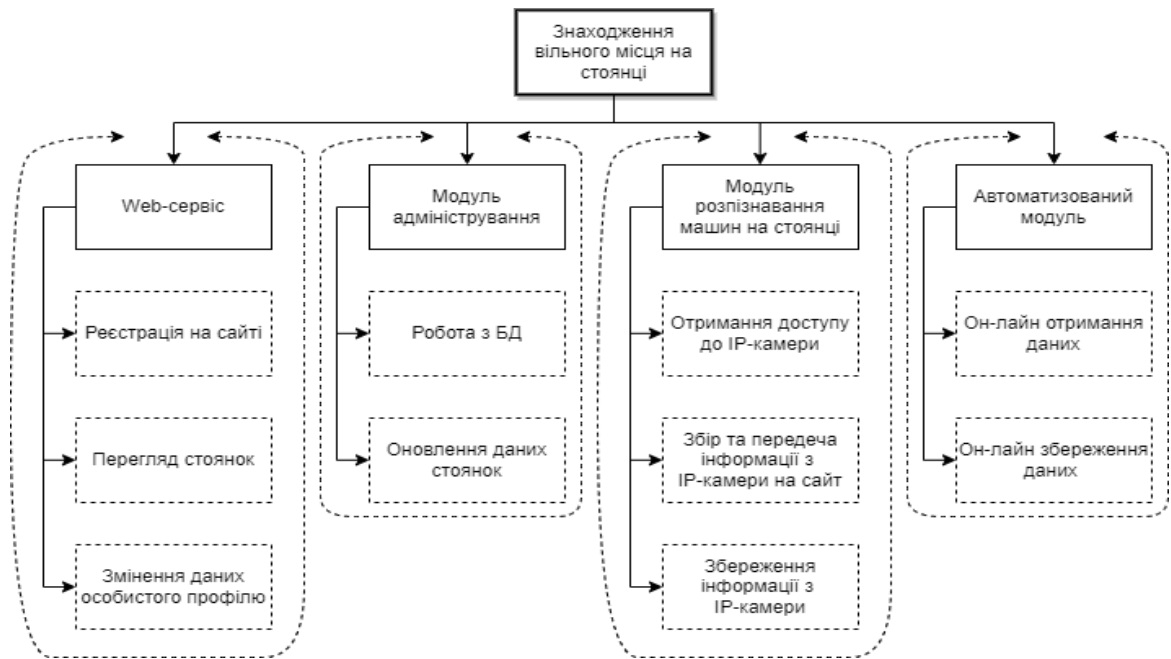 Знаходження
вільного місця на
стоянці
Web-сервіс
Модуль
адміністрування
Модуль
розпізнавання
машин на стоянці
Автоматизований
модуль
Реєстрація на сайті
Робота з БД
Отримання доступу
до IP-камери
Он-лайн отримання
даних
Перегляд стоянок
Оновлення даних
стоянок
Збір та передеча
інформації з
IP-камери на сайт
Он-лайн збереження
даних
Змінення даних
особистого профілю
Збереження
інформації з
IP-камери